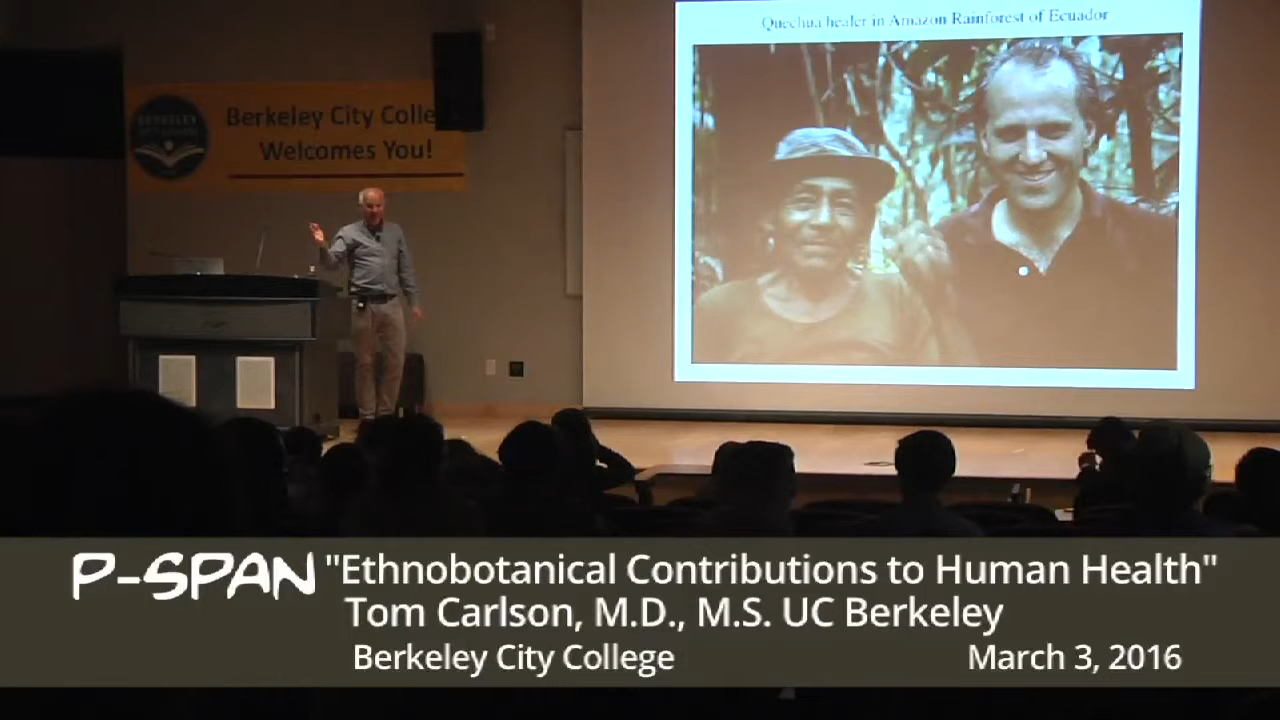 Quechua healer in Amazon Rainforest of Ecuador
Berkeley City Colle
Welcomes You!
BERKELEY
P-SPAN
"Ethnobotanical Contributions to Human Health"
Tom Carlson, M.D., M.S. UC Berkeley
Berkeley City College March 3, 2016